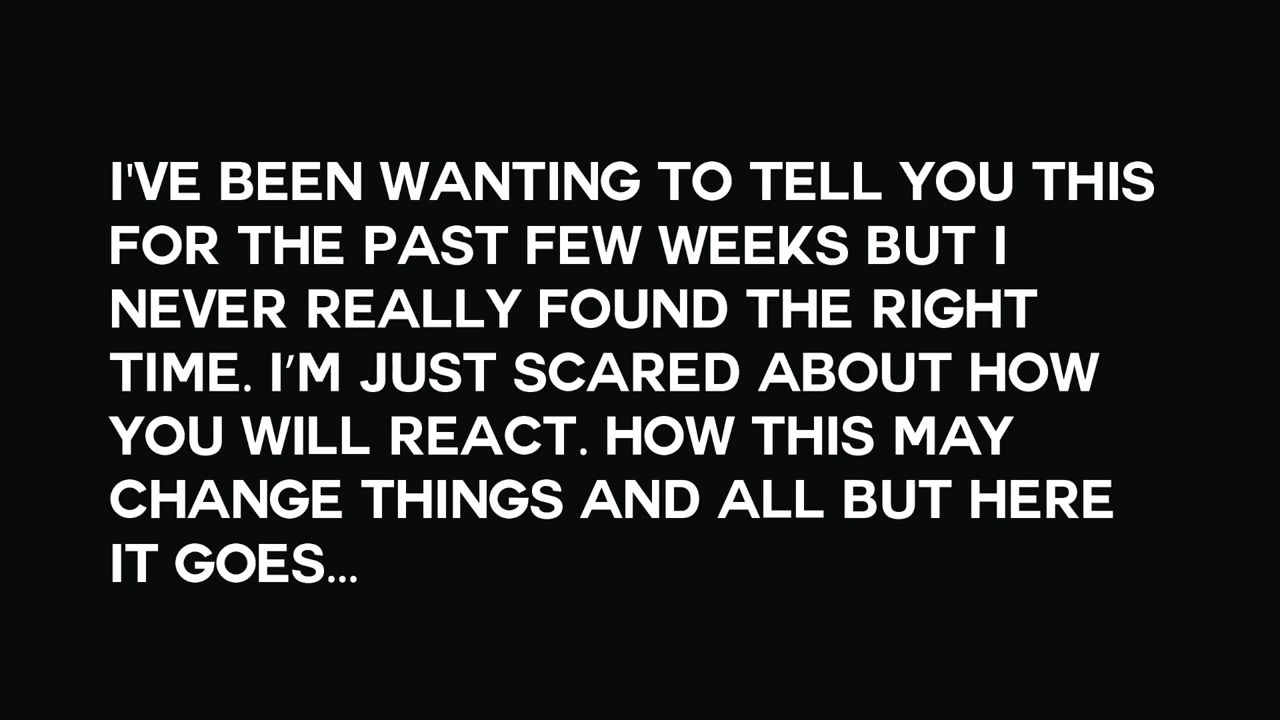 I'VE BEEN WANTING TO TELL YOU THIS
FOR THE PAST FEW WEEKS BUT I
NEVER REALLY FOUND THE RIGHT
TIME. I’M JUST SCARED ABOUT HOW
YOU WILL REACT. HOW THIS MAY
CHANGE THINGS AND ALL BUT HERE
IT GOES...